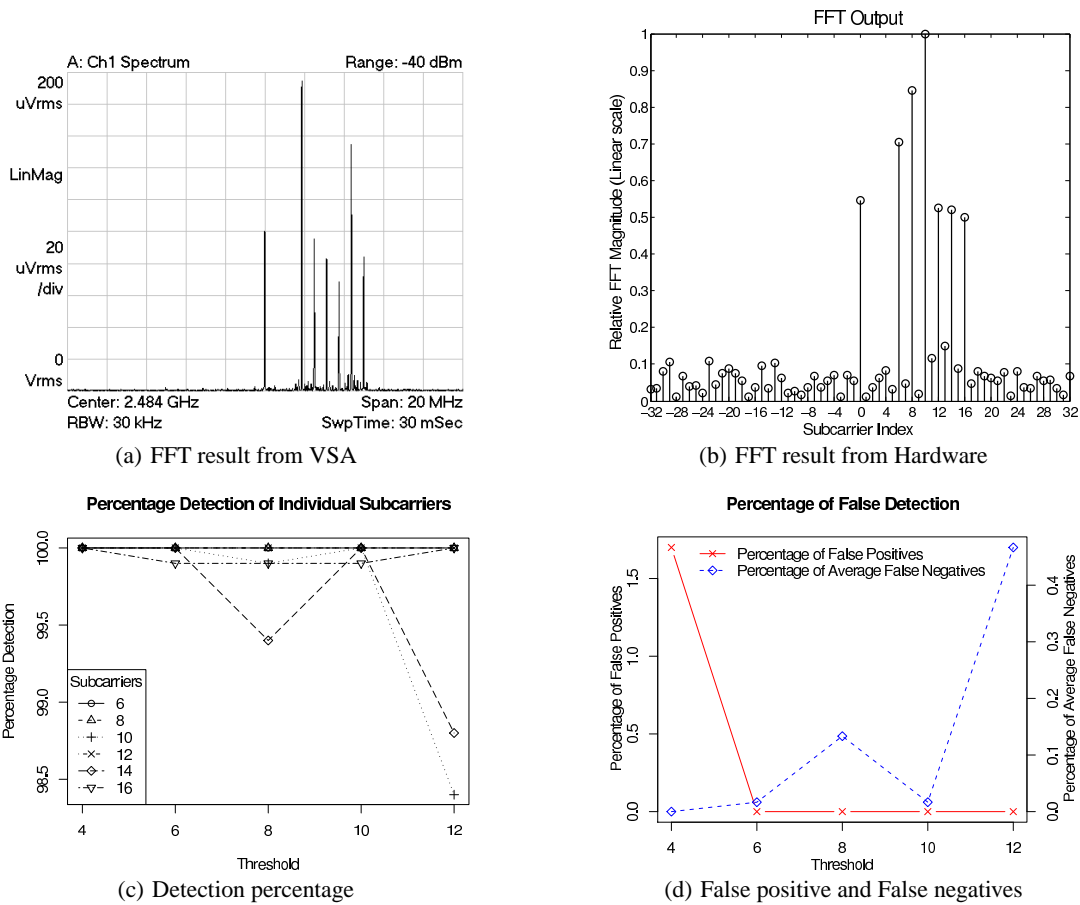 A: Ch1 Spectrum Range: -40 dBm
200
uVrms
LinMag
20
uVrms
/div
0
Vrms
Center: 2.484 GHz Span: 20 MHz
RBW: 30 kHz SwpTime: 30 mSec
(a) FFT result from VSA
FFT Output
Relative FFT Magnitude (Linear scale)
1
0.9
0.8
0.7
0.6
0.5
0.4
0.3
0.2
0.1
0
−32 −28 −24 −20 −16 −12 −8 −4 0 4 8 12 16 20 24 28 32
Subcarrier Index
(b) FFT result from Hardware
Percentage Detection of Individual Subcarriers
Percentage Detection
100.0
99.5
99.0
98.5
Subcarriers
6
8
10
12
14
16
4 6 8 10 12
Threshold
(c) Detection percentage
Percentage of False Detection
Percentage of False Positives
Percentage of Average False Negatives
Percentage of False Positives
1.5
1.0
0.5
0.0
0.4
0.3
0.2
0.1
0.0
Percentage of Average False Negatives
4 6 8 10 12
Threshold
(d) False positive and False negatives